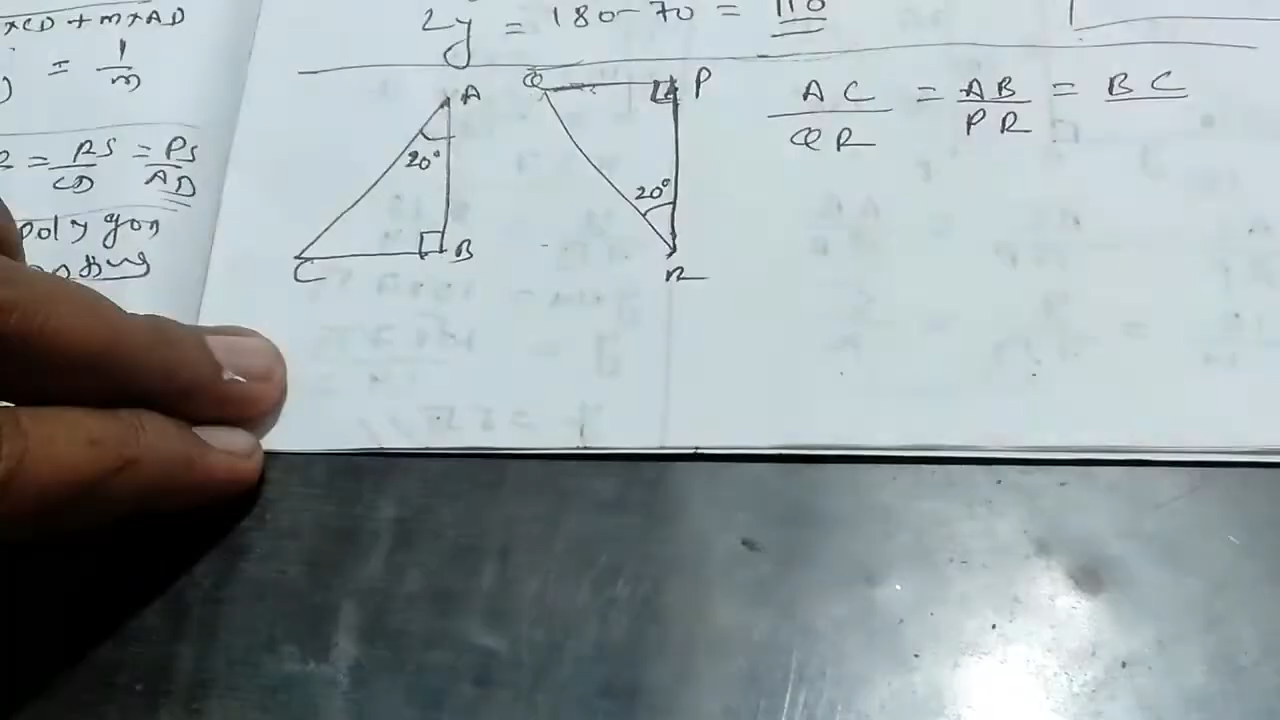 ×CD + m×AD
= 1/m
= RS/CD = PS/AD
polygon
2y = 180-70 = 110
A
20°
C
B
Q
P
20°
R
AC/QR = AB/PR = BC